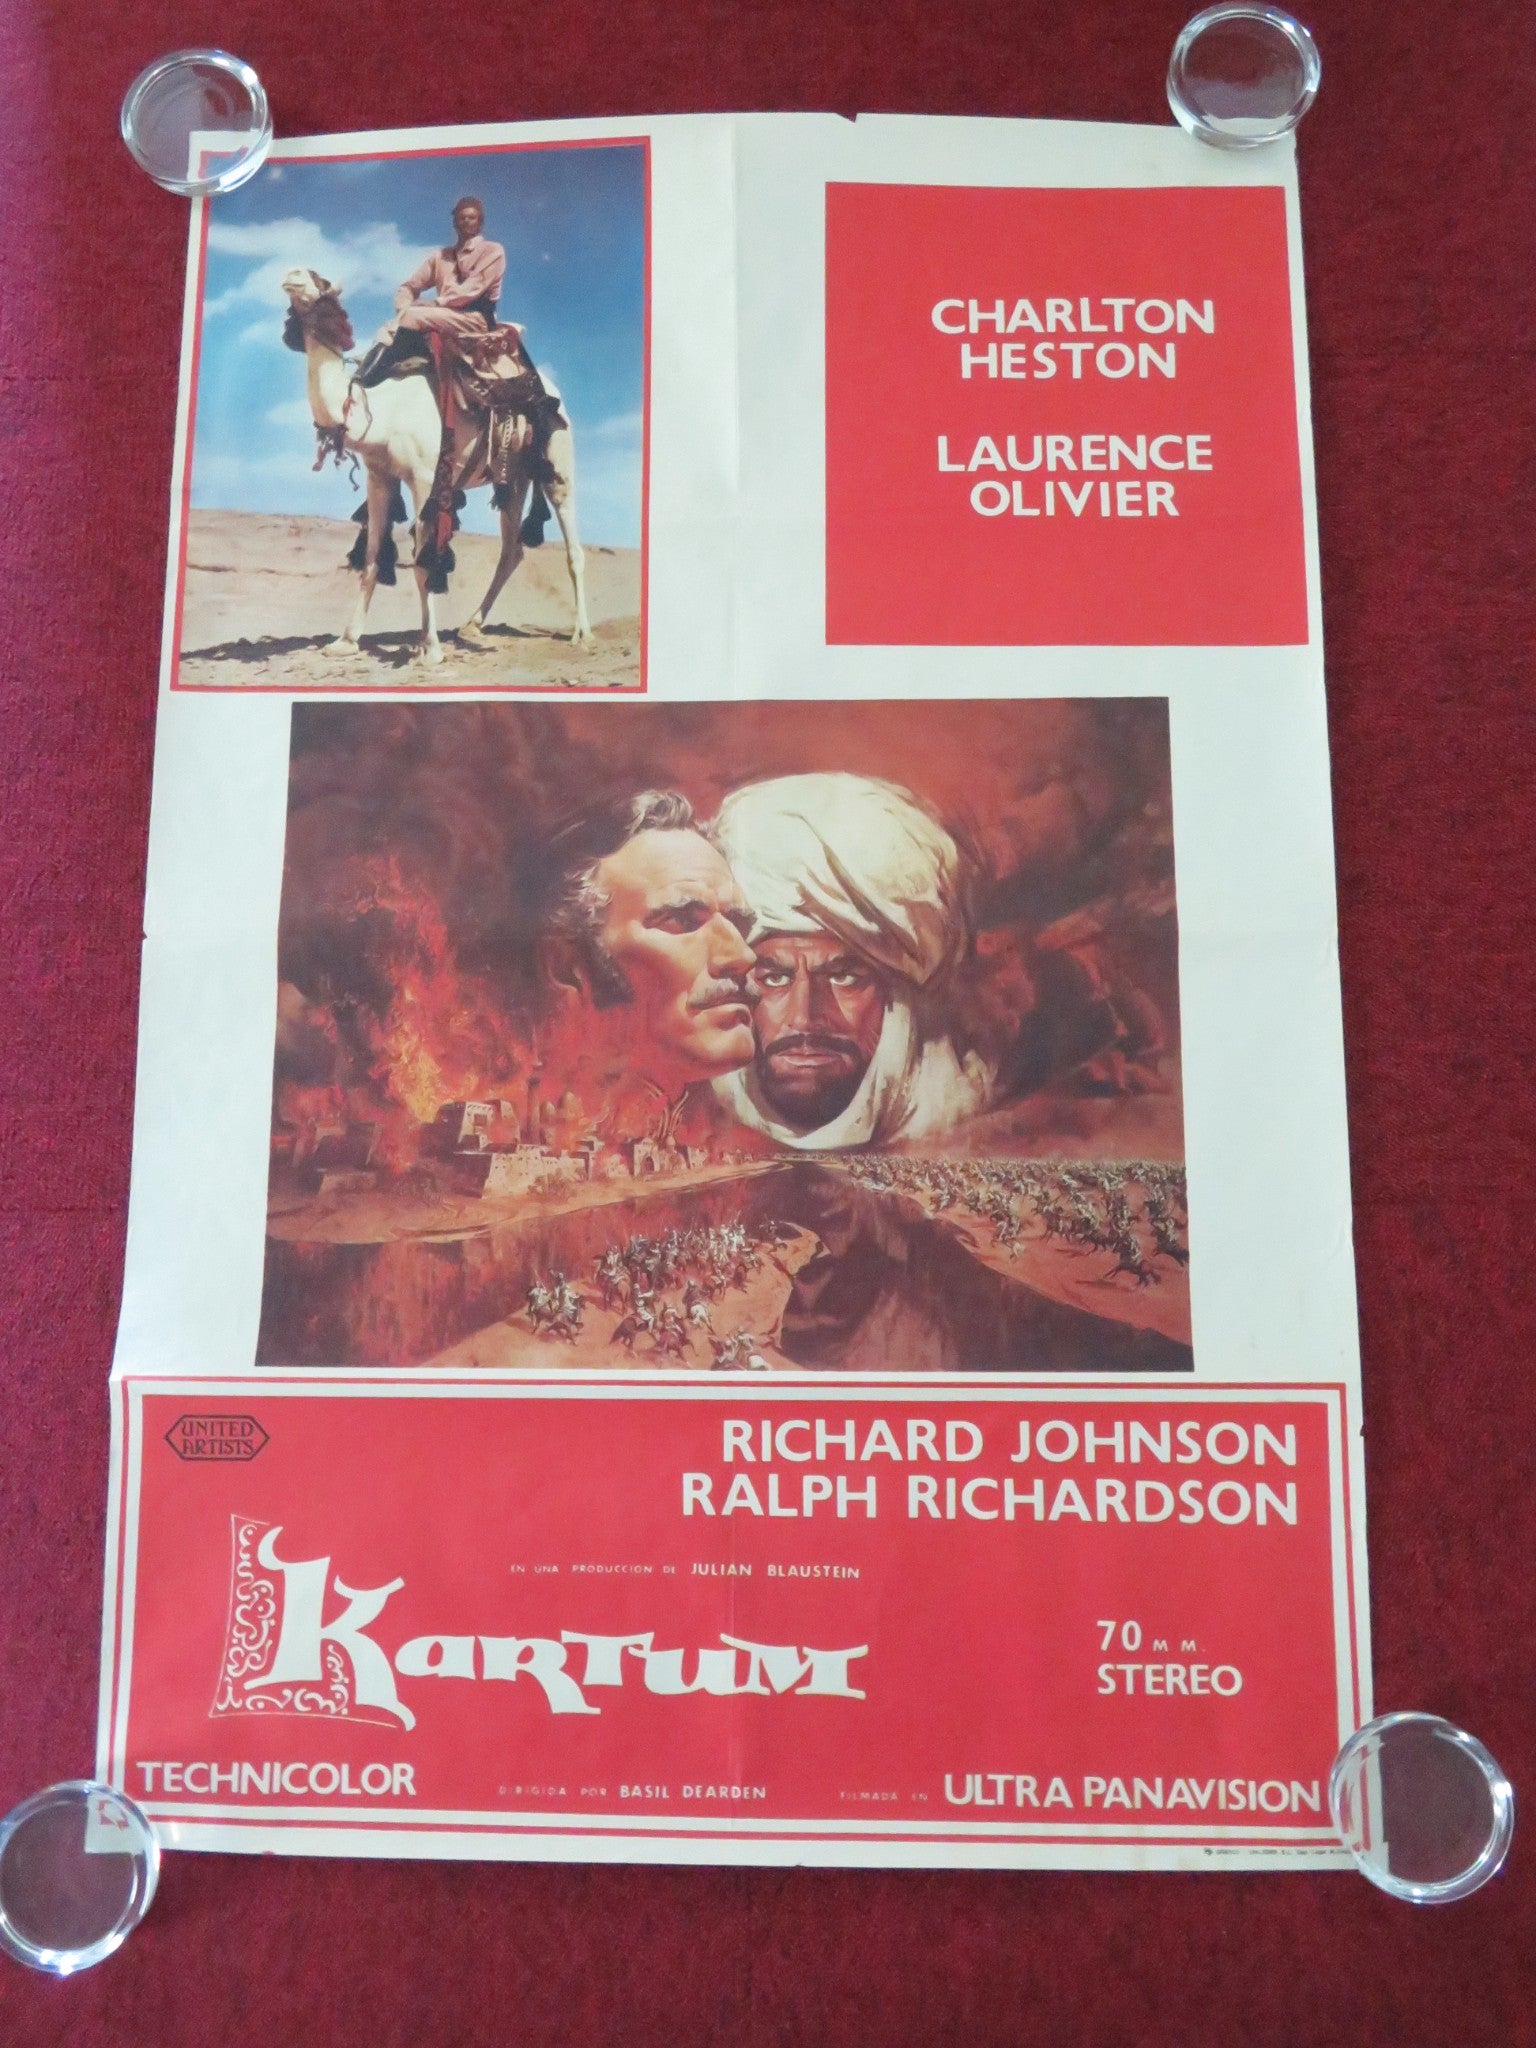 CHARLTON
HESTON
LAURENCE
OLIVIER
UNITED
ARTISTS
RICHARD JOHNSON
RALPH RICHARDSON
EN UNA PRODUCCION DE JULIAN BLAUSTEIN
KARTUM
70 M M.
STEREO
TECHNICOLOR
DIRIGIDA POR BASIL DEARDEN
FILMADA EN ULTRA PANAVISION